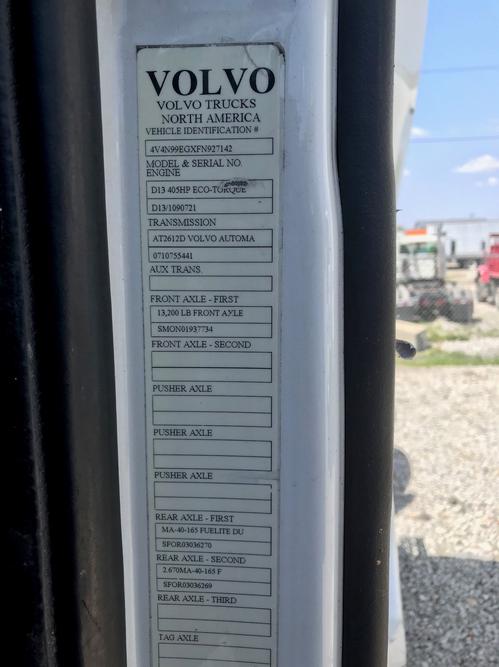 VOLVO
VOLVO TRUCKS
NORTH AMERICA
VEHICLE IDENTIFICATION #
4V4N99EGXFN927142
MODEL & SERIAL NO.
ENGINE
D13 405HP ECO-TORQUE
D13/1090721
TRANSMISSION
AT2612D VOLVO AUTOMA
0710755441
AUX TRANS.
FRONT AXLE - FIRST
13,200 LB FRONT AXLE
SMON01937734
FRONT AXLE - SECOND
PUSHER AXLE
PUSHER AXLE
PUSHER AXLE
REAR AXLE - FIRST
MA-40-165 FUELITE DU
SFOR03036270
REAR AXLE - SECOND
2.670MA-40-165 F
SFOR03036269
REAR AXLE - THIRD
TAG AXLE